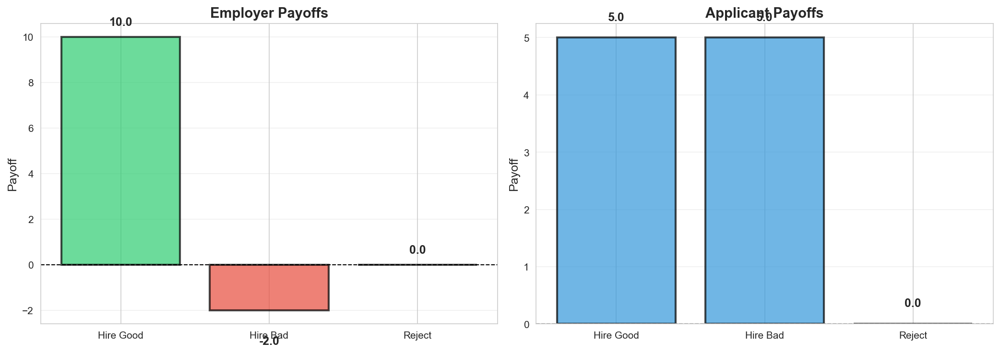 Employer Payoffs
10.0
10
8
6
4
2
0
−2
Payoff
0.0
Hire Good
Hire Bad
Reject
-2.0
Applicant Payoffs
5.0
5.0
5
4
3
2
1
0
Payoff
0.0
Hire Good
Hire Bad
Reject